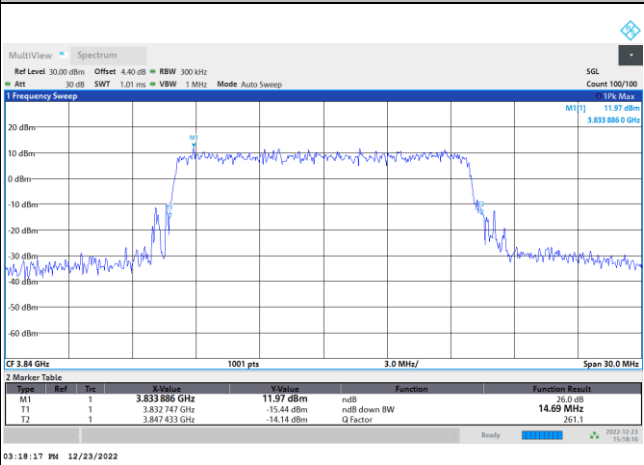 MultiView Spectrum
Ref Level 30.00 dBm Offset 4.40 dB RBW 300 kHz SGL
Att 30 dB SWT 1.01 ms VBW 1 MHz Mode Auto Sweep Count 100/100
1 Frequency Sweep 1Pk Max
M1[1] 11.97 dBm
3.833 886 0 GHz
20 dBm
M1
10 dBm
0 dBm
-10 dBm
-20 dBm
-30 dBm
-40 dBm
-50 dBm
-60 dBm
CF 3.84 GHz 1001 pts 3.0 MHz/ Span 30.0 MHz
2 Marker Table
Type Ref Trc X-Value Y-Value Function Function Result
M1 1 3.833 886 GHz 11.97 dBm ndB 26.0 dB
T1 1 3.832 747 GHz -15.44 dBm ndB down BW 14.69 MHz
T2 1 3.847 433 GHz -14.14 dBm Q Factor 261.1
Ready 2022-12-23
15:18:16
03:18:17 PM 12/23/2022